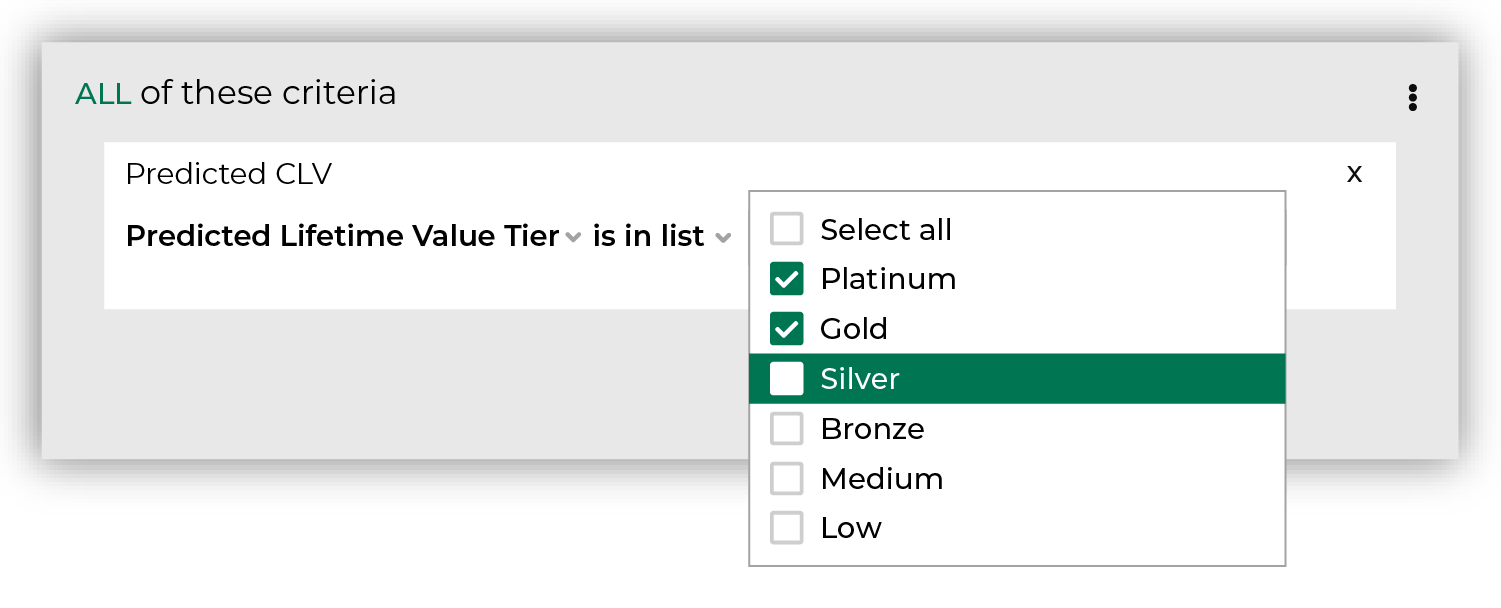 ALL of these criteria
Predicted CLV
x
Predicted Lifetime Value Tier is in list
Select all
Platinum
Gold
Silver
Bronze
Medium
Low